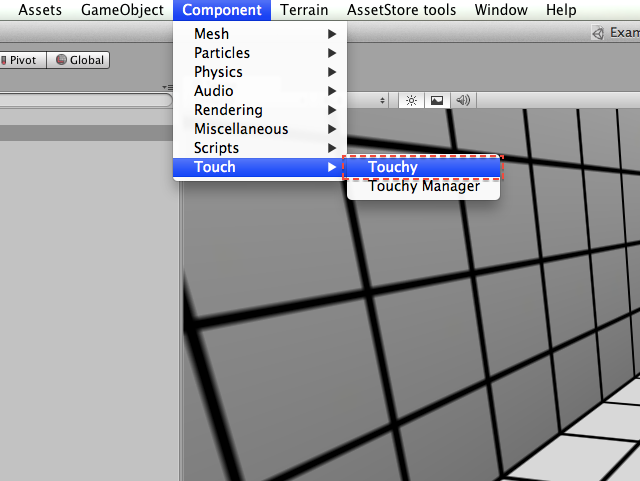 Assets GameObject Component Terrain AssetStore tools Window Help
Exam
Pivot Global
Mesh
Particles
Physics
Audio
Rendering
Miscellaneous
Scripts
Touch
Touchy
Touchy Manager